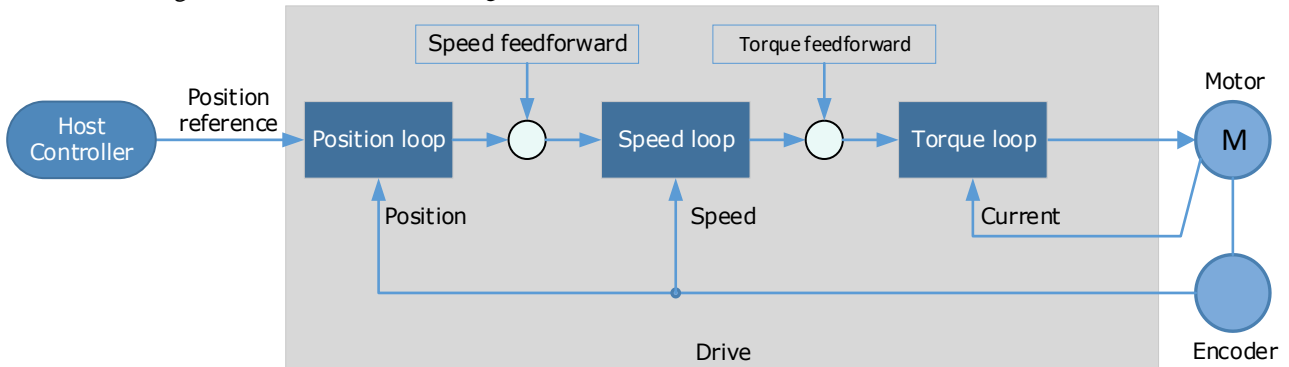 Speed feedforward
Torque feedforward
Position
reference
Motor
Host
Controller
Position loop
Speed loop
Torque loop
M
Position
Speed
Current
Drive
Encoder